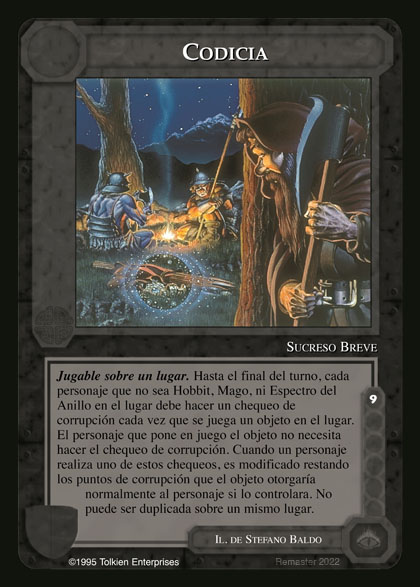 CODICIA
SUCRESO BREVE
Jugable sobre un lugar. Hasta el final del turno, cada
personaje que no sea Hobbit, Mago, ni Espectro del
Anillo en el lugar debe hacer un chequeo de
corrupción cada vez que se juega un objeto en el lugar.
El personaje que pone en juego el objeto no necesita
hacer el chequeo de corrupción. Cuando un personaje
realiza uno de estos chequeos, es modificado restando
los puntos de corrupción que el objeto otorgaría
normalmente al personaje si lo controlara. No
puede ser duplicada sobre un mismo lugar.
9
IL. DE STEFANO BALDO
©1995 Tolkien Enterprises
Remaster 2022